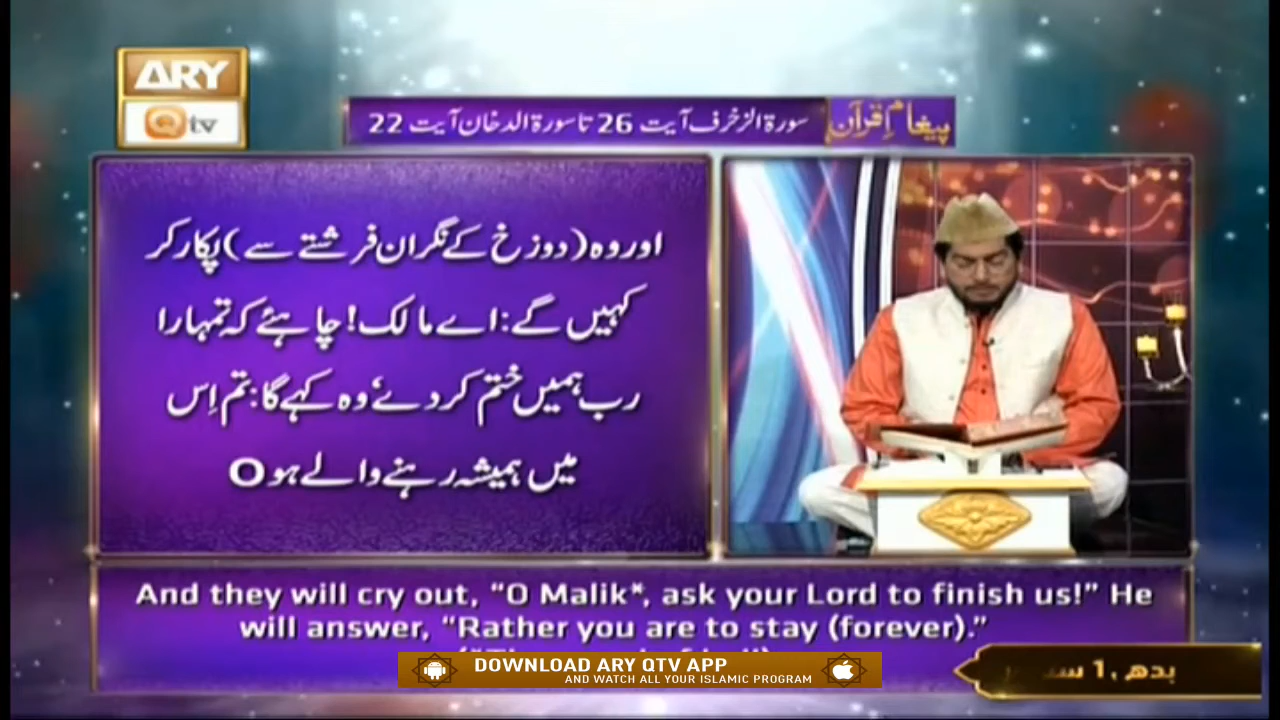 ARY
Qtv
پیغام قرآن
سورۃ الزخرف آیت 26 تا سورۃ الدخان آیت 22
اور وہ (دوزخ کے نگران فرشتے سے) پکار کر
کہیں گے: اے مالک! چاہئے کہ تمہارا
رب ہمیں ختم کر دے، وہ کہے گا: تم اِس
میں ہمیشہ رہنے والے ہو O
And they will cry out, "O Malik*, ask your Lord to finish us!" He
will answer, "Rather you are to stay (forever)."
DOWNLOAD ARY QTV APP
AND WATCH ALL YOUR ISLAMIC PROGRAM
بدھ، 1